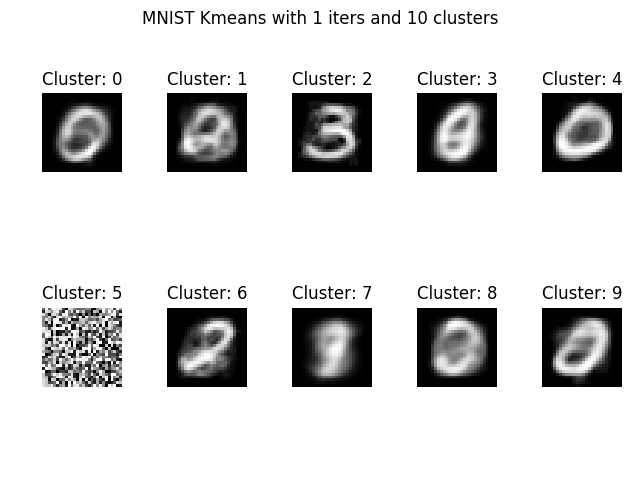 MNIST Kmeans with 1 iters and 10 clusters
Cluster: 0 Cluster: 1 Cluster: 2 Cluster: 3 Cluster: 4
Cluster: 5 Cluster: 6 Cluster: 7 Cluster: 8 Cluster: 9